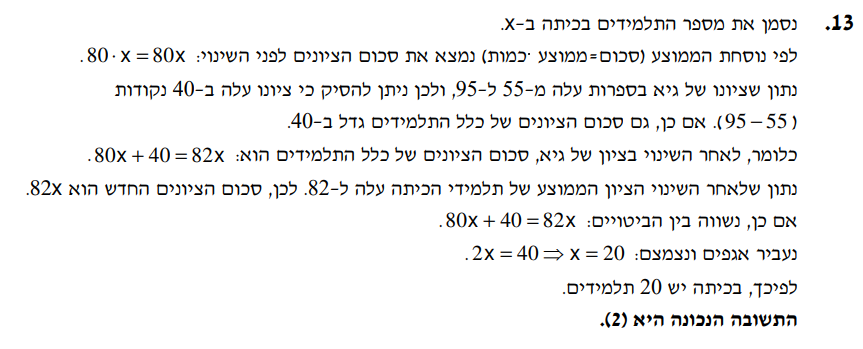 13. נסמן את מספר התלמידים בכיתה ב-x.
לפי נוסחת הממוצע (סכום=ממוצע ·כמות) נמצא את סכום הציונים לפני השינוי: 80 · x = 80x.
נתון שציונו של גיא בספרות עלה מ-55 ל-95, ולכן ניתן להסיק כי ציונו עלה ב-40 נקודות
(95 – 55). אם כן, גם סכום הציונים של כלל התלמידים גדל ב-40.
כלומר, לאחר השינוי בציון של גיא, סכום הציונים של כלל התלמידים הוא: 80x + 40 = 82x.
נתון שלאחר השינוי הציון הממוצע של תלמידי הכיתה עלה ל-82. לכן, סכום הציונים החדש הוא 82x.
אם כן, נשווה בין הביטויים: 80x + 40 = 82x.
נעביר אגפים ונצמצם: 2x = 40 ⇒ x = 20.
לפיכך, בכיתה יש 20 תלמידים.
התשובה הנכונה היא (2).